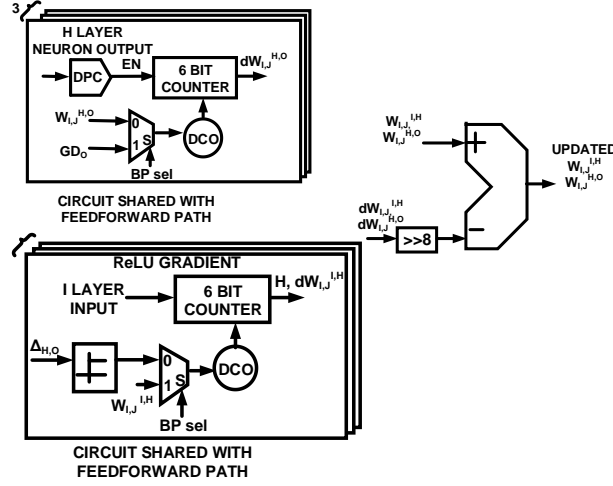 3
H LAYER
NEURON OUTPUT
DPC
EN
6 BIT
COUNTER
dW_{I,J}^{H,O}
W_{I,J}^{H,O}
GD_O
0
1 S
DCO
BP sel
CIRCUIT SHARED WITH
FEEDFORWARD PATH
ReLU GRADIENT
I LAYER
INPUT
6 BIT
COUNTER
H, dW_{I,J}^{I,H}
Δ_{H,O}
0
1 S
DCO
W_{I,J}^{I,H}
BP sel
CIRCUIT SHARED WITH
FEEDFORWARD PATH
W_{I,J}^{I,H}
W_{I,J}^{H,O}
+
dW_{I,J}^{I,H}
dW_{I,J}^{H,O}
>>8
−
UPDATED
W_{I,J}^{I,H}
W_{I,J}^{H,O}